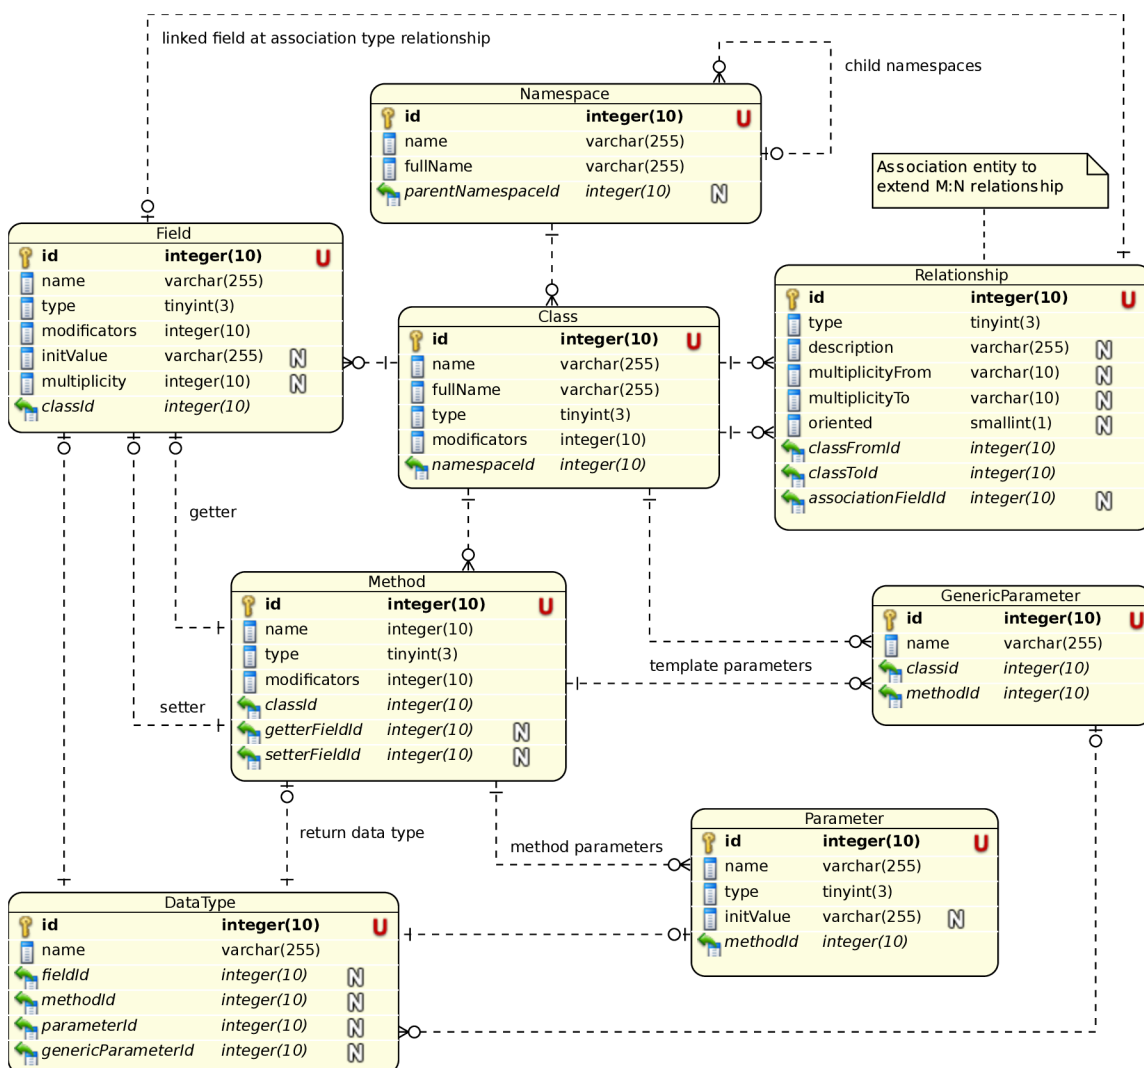 linked field at association type relationship
child namespaces
Namespace
id integer(10) U
name varchar(255)
fullName varchar(255)
parentNamespaceId integer(10) N
Association entity to
extend M:N relationship
Field
id integer(10) U
name varchar(255)
type tinyint(3)
modificators integer(10)
initValue varchar(255) N
multiplicity integer(10) N
classId integer(10)
Class
id integer(10) U
name varchar(255)
fullName varchar(255)
type tinyint(3)
modificators integer(10)
namespaceId integer(10)
Relationship
id integer(10) U
type tinyint(3)
description varchar(255) N
multiplicityFrom varchar(10) N
multiplicityTo varchar(10) N
oriented smallint(1) N
classFromId integer(10)
classToId integer(10)
associationFieldId integer(10) N
getter
setter
Method
id integer(10) U
name integer(10)
type tinyint(3)
modificators integer(10)
classId integer(10)
getterFieldId integer(10) N
setterFieldId integer(10) N
template parameters
GenericParameter
id integer(10) U
name varchar(255)
classid integer(10)
methodId integer(10)
return data type
method parameters
Parameter
id integer(10) U
name varchar(255)
type tinyint(3)
initValue varchar(255) N
methodId integer(10)
DataType
id integer(10) U
name varchar(255)
fieldId integer(10) N
methodId integer(10) N
parameterId integer(10) N
genericParameterId integer(10) N